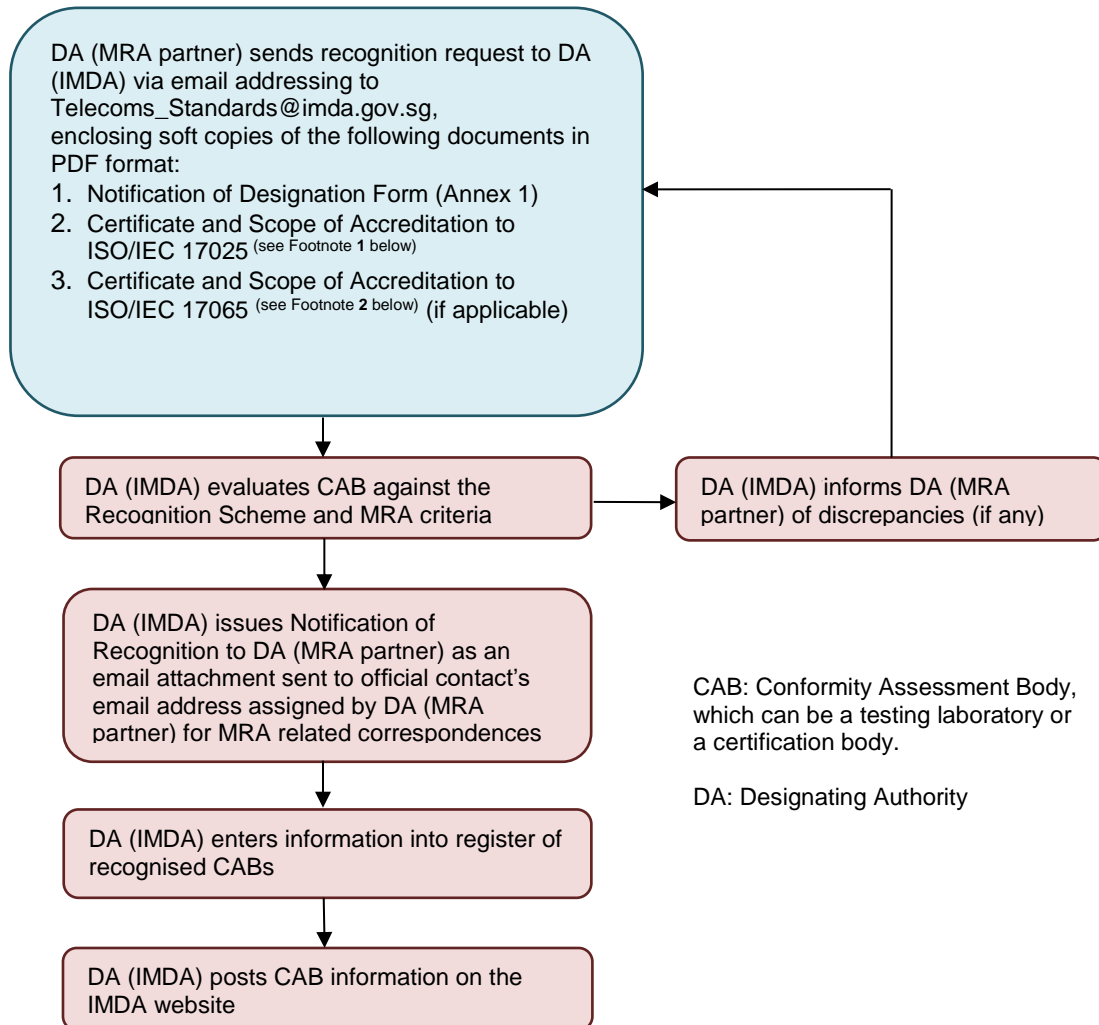 DA (MRA partner) sends recognition request to DA
(IMDA) via email addressing to
Telecoms_Standards@imda.gov.sg,
enclosing soft copies of the following documents in
PDF format:
1. Notification of Designation Form (Annex 1)
2. Certificate and Scope of Accreditation to
ISO/IEC 17025 (see Footnote 1 below)
3. Certificate and Scope of Accreditation to
ISO/IEC 17065 (see Footnote 2 below) (if applicable)
DA (IMDA) evaluates CAB against the
Recognition Scheme and MRA criteria
DA (IMDA) informs DA (MRA
partner) of discrepancies (if any)
DA (IMDA) issues Notification of
Recognition to DA (MRA partner) as an
email attachment sent to official contact's
email address assigned by DA (MRA
partner) for MRA related correspondences
CAB: Conformity Assessment Body,
which can be a testing laboratory or
a certification body.
DA: Designating Authority
DA (IMDA) enters information into register of
recognised CABs
DA (IMDA) posts CAB information on the
IMDA website